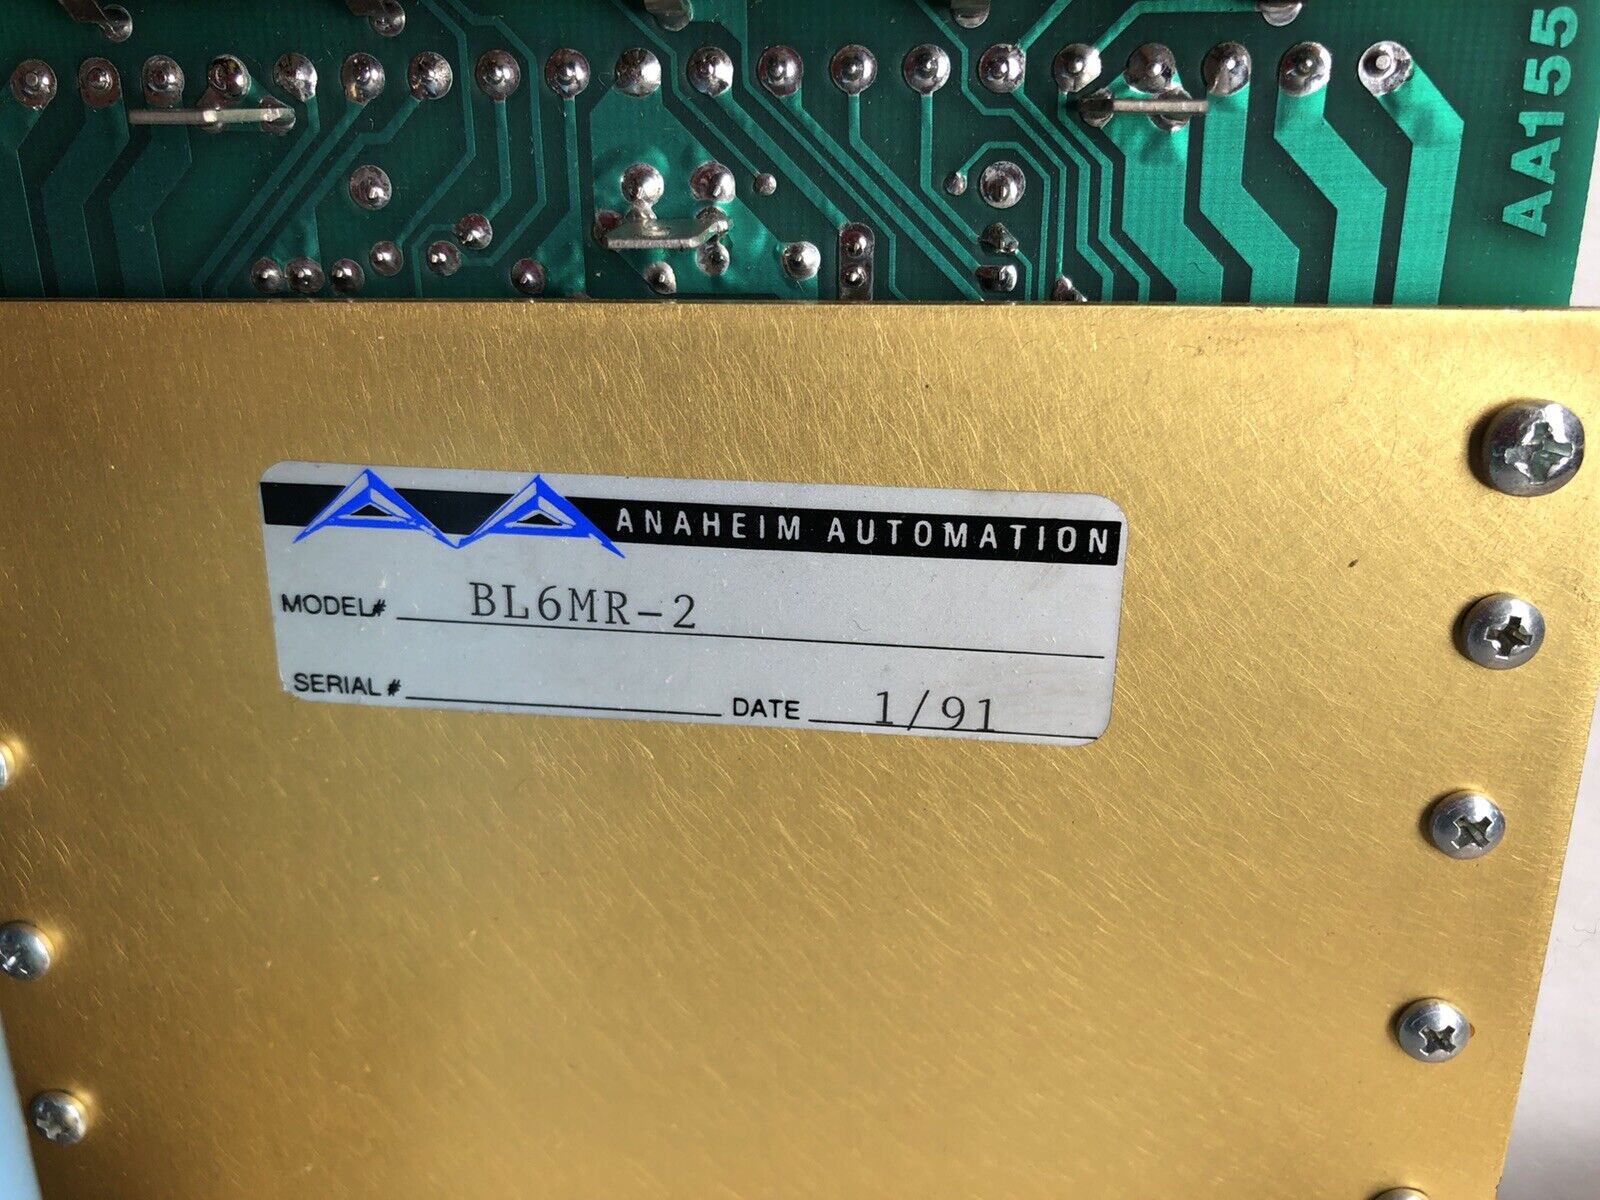 AA155
ANAHEIM AUTOMATION
MODEL# BL6MR-2
SERIAL# DATE 1/91